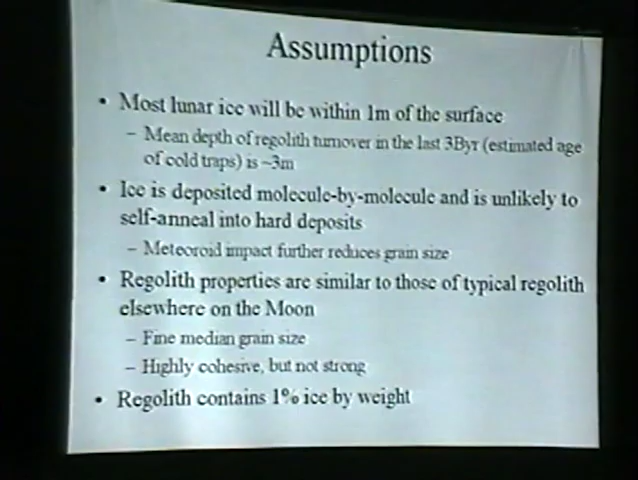 Assumptions
• Most lunar ice will be within 1m of the surface
– Mean depth of regolith turnover in the last 3Byr (estimated age
of cold traps) is ~3m
• Ice is deposited molecule-by-molecule and is unlikely to
self-anneal into hard deposits
– Meteoroid impact further reduces grain size
• Regolith properties are similar to those of typical regolith
elsewhere on the Moon
– Fine median grain size
– Highly cohesive, but not strong
• Regolith contains 1% ice by weight